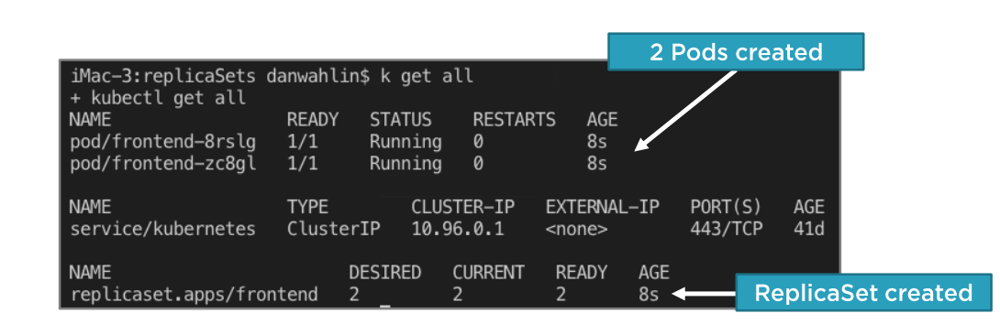 2 Pods created
iMac-3:replicaSets danwahlin$ k get all
+ kubectl get all
NAME READY STATUS RESTARTS AGE
pod/frontend-8rslg 1/1 Running 0 8s
pod/frontend-zc8gl 1/1 Running 0 8s
NAME TYPE CLUSTER-IP EXTERNAL-IP PORT(S) AGE
service/kubernetes ClusterIP 10.96.0.1 <none> 443/TCP 41d
NAME DESIRED CURRENT READY AGE
replicaset.apps/frontend 2 2 2 8s
ReplicaSet created